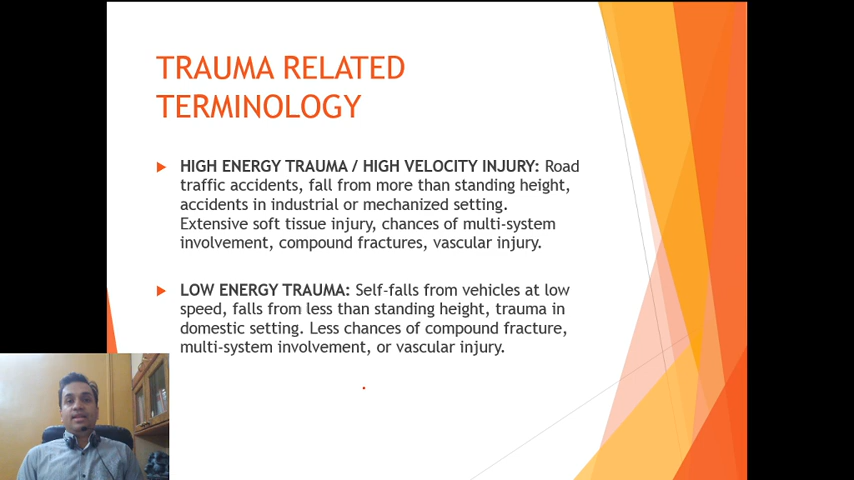 TRAUMA RELATED
TERMINOLOGY
HIGH ENERGY TRAUMA / HIGH VELOCITY INJURY: Road
traffic accidents, fall from more than standing height,
accidents in industrial or mechanized setting.
Extensive soft tissue injury, chances of multi-system
involvement, compound fractures, vascular injury.
LOW ENERGY TRAUMA: Self-falls from vehicles at low
speed, falls from less than standing height, trauma in
domestic setting. Less chances of compound fracture,
multi-system involvement, or vascular injury.